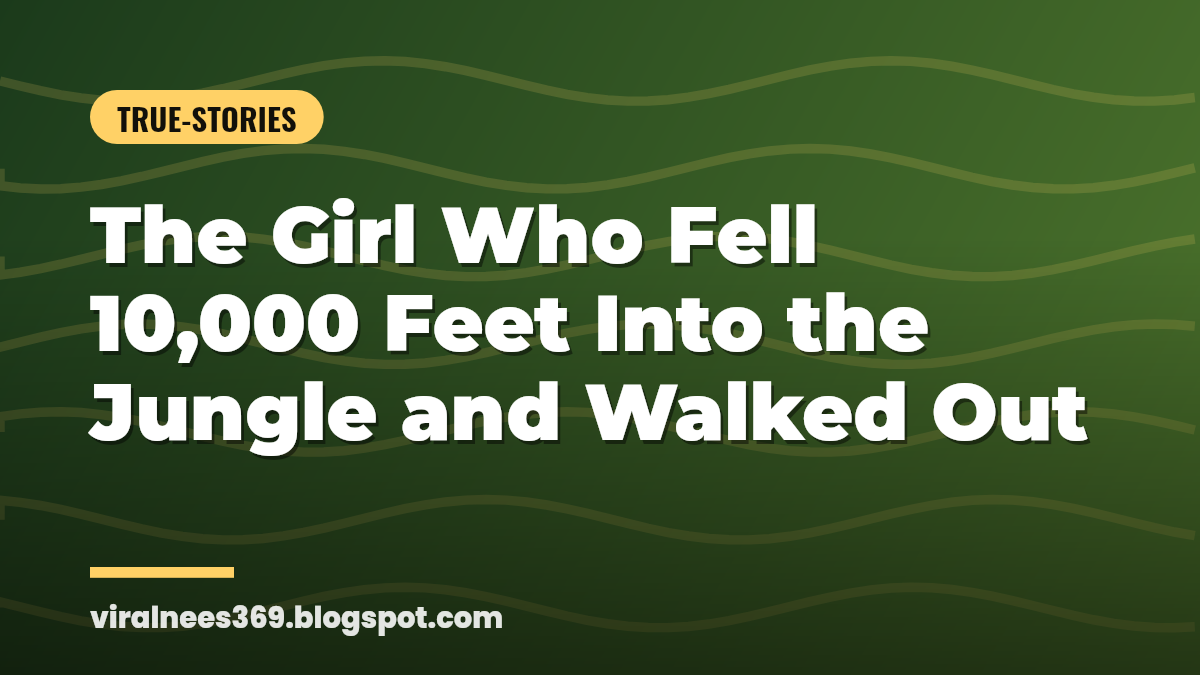 TRUE-STORIES
The Girl Who Fell
10,000 Feet Into the
Jungle and Walked Out
viralnees369.blogspot.com